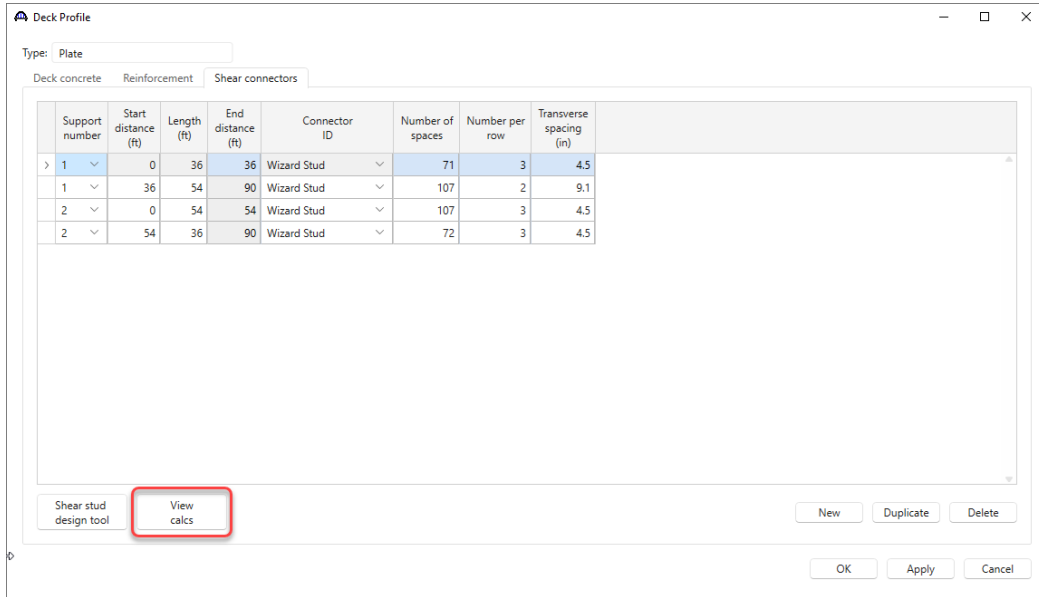 Deck Profile
Type: Plate
Deck concrete Reinforcement Shear connectors
Support number Start distance (ft) Length (ft) End distance (ft) Connector ID Number of spaces Number per row Transverse spacing (in)
1 0 36 36 Wizard Stud 71 3 4.5
1 36 54 90 Wizard Stud 107 2 9.1
2 0 54 54 Wizard Stud 107 3 4.5
2 54 36 90 Wizard Stud 72 3 4.5
Shear stud design tool View calcs New Duplicate Delete
OK Apply Cancel